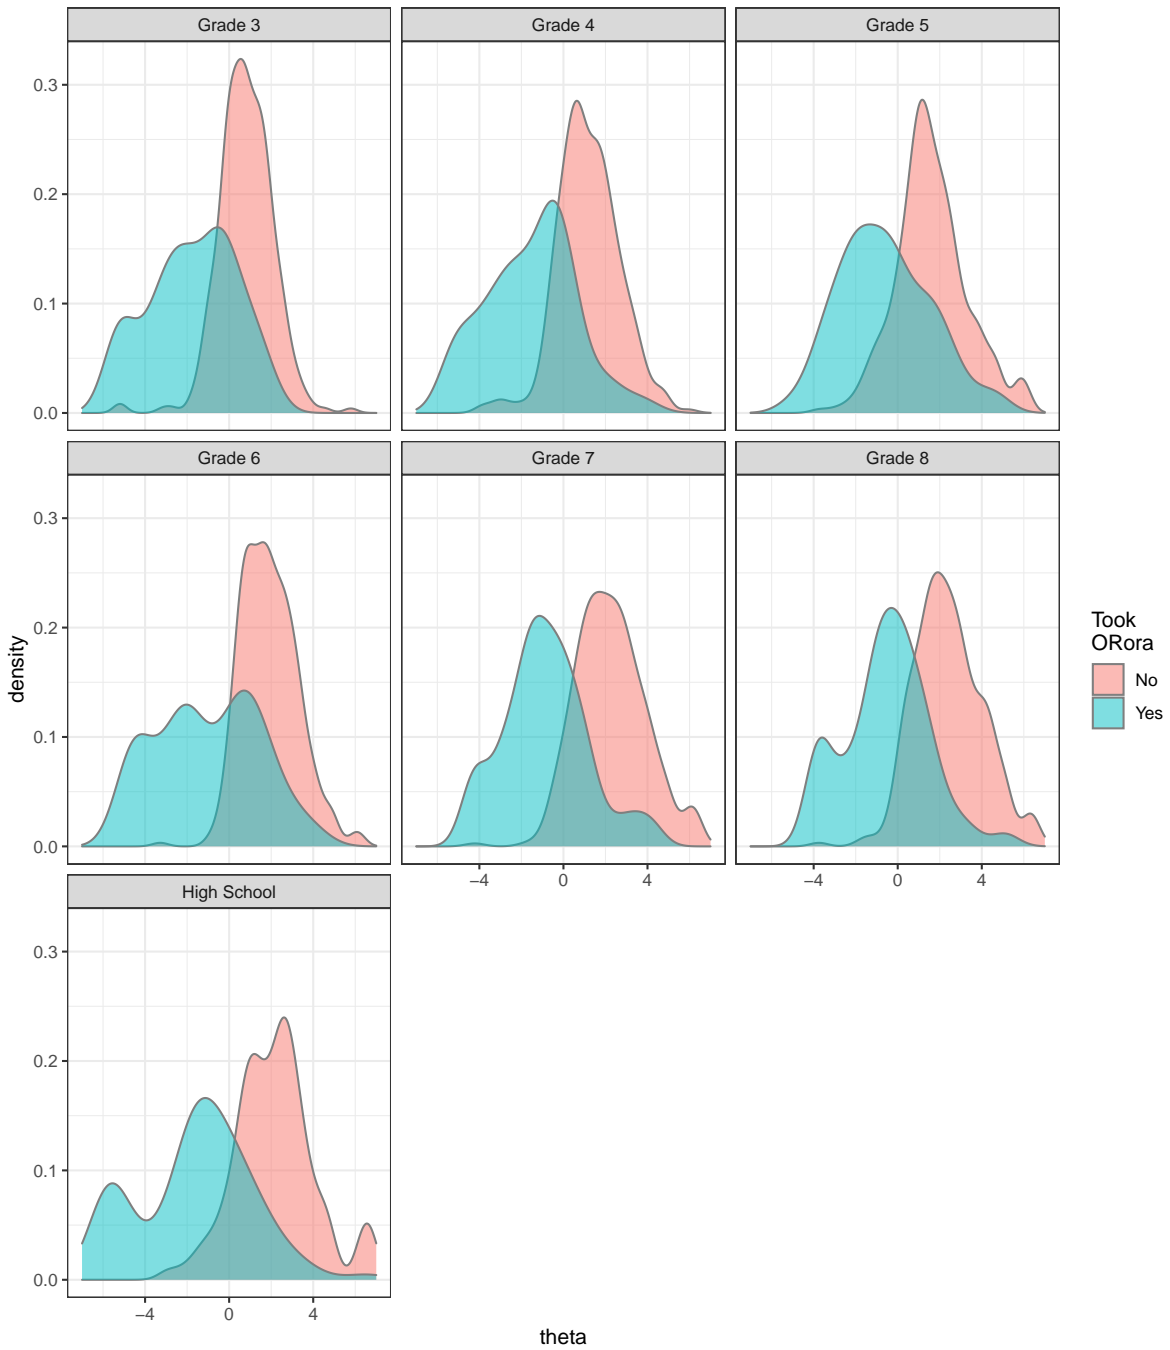 Grade 3
Grade 4
Grade 5
0.3
0.2
0.1
0.0
Grade 6
Grade 7
Grade 8
0.3
0.2
0.1
0.0
−4 0 4
−4 0 4
High School
0.3
0.2
0.1
0.0
−4 0 4
theta
density
Took
ORora
No
Yes